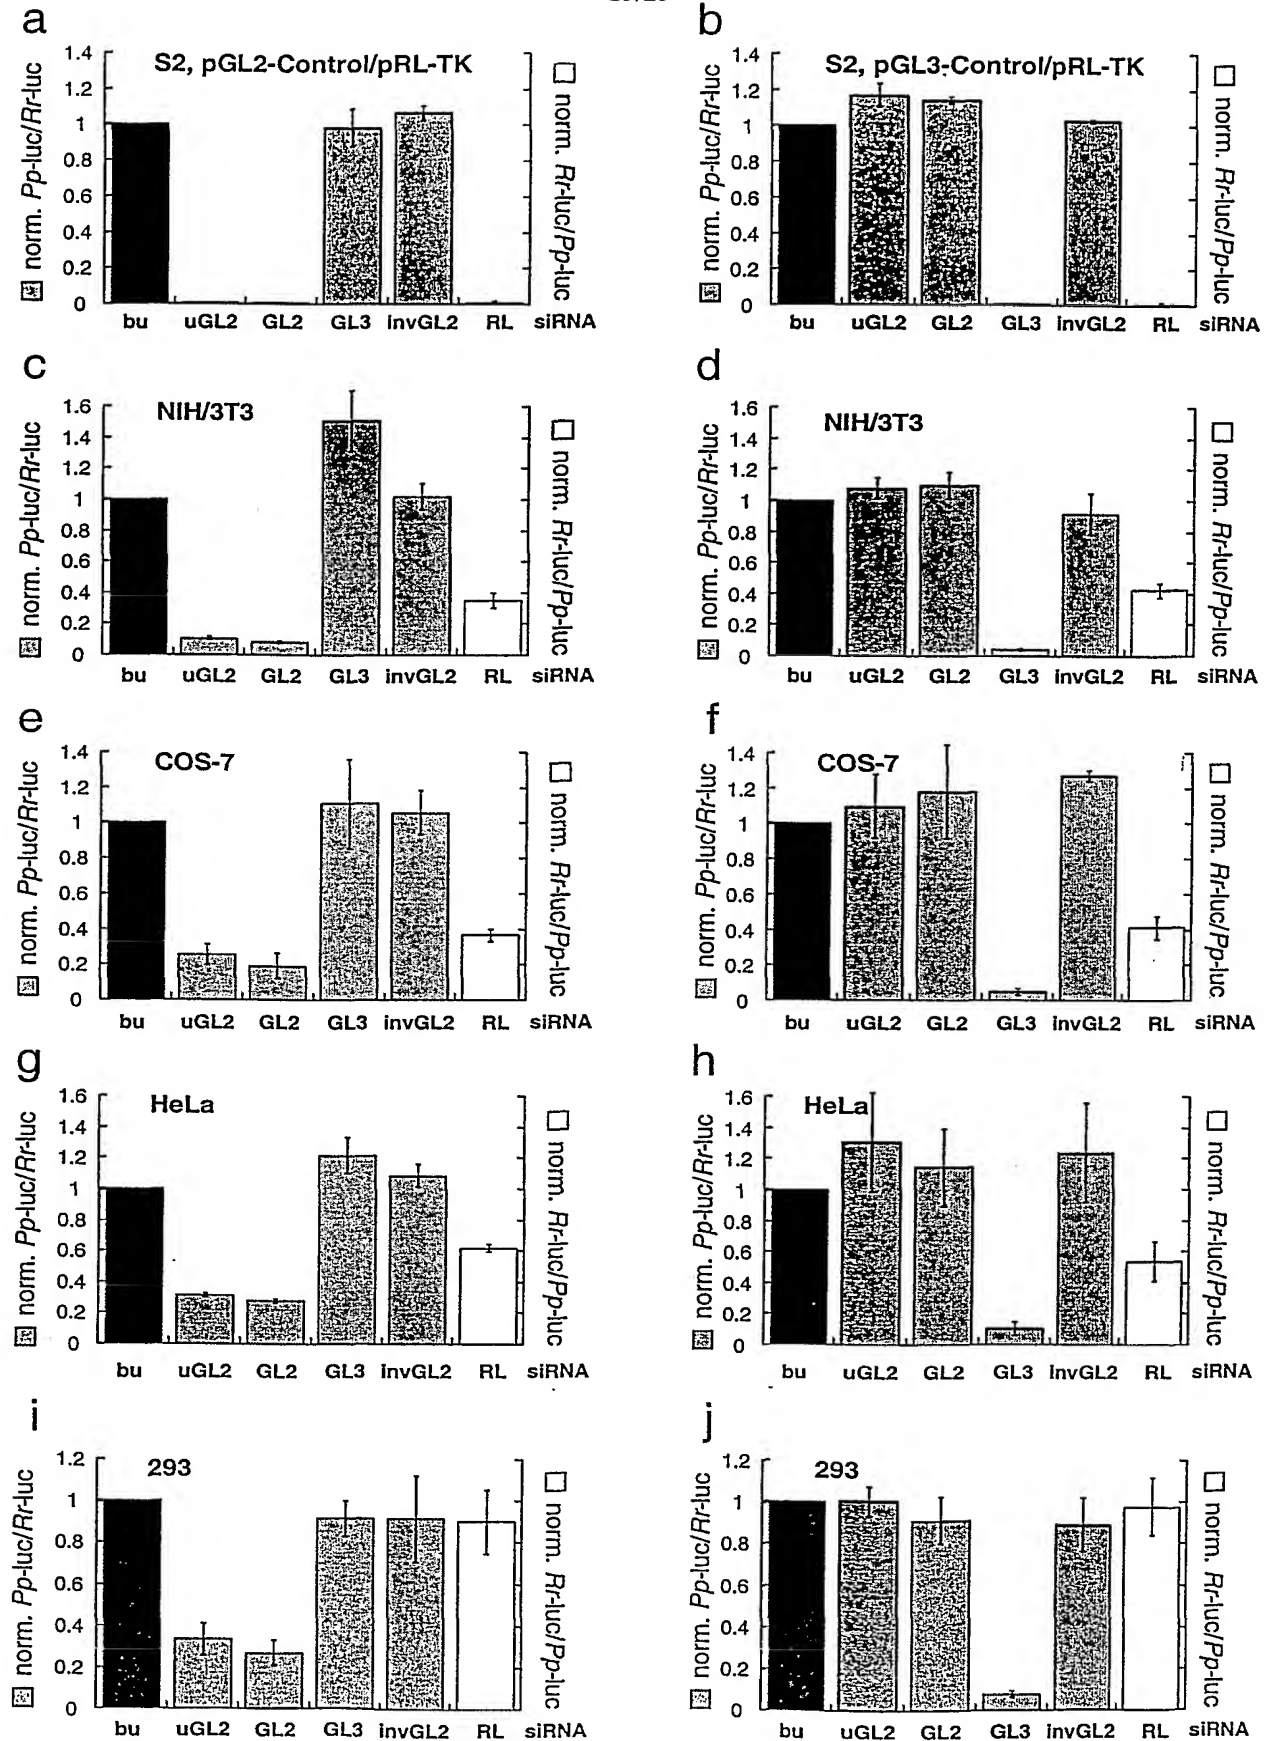 a
S2, pGL2-Control/pRL-TK
norm. Pp-luc/Rr-luc
1.4
1.2
1
0.8
0.6
0.4
0.2
0
norm. Rr-luc/Pp-luc
bu uGL2 GL2 GL3 invGL2 RL siRNA
b
S2, pGL3-Control/pRL-TK
norm. Pp-luc/Rr-luc
1.4
1.2
1
0.8
0.6
0.4
0.2
0
norm. Rr-luc/Pp-luc
bu uGL2 GL2 GL3 invGL2 RL siRNA
c
NIH/3T3
norm. Pp-luc/Rr-luc
1.6
1.4
1.2
1
0.8
0.6
0.4
0.2
0
norm. Rr-luc/Pp-luc
bu uGL2 GL2 GL3 invGL2 RL siRNA
d
NIH/3T3
norm. Pp-luc/Rr-luc
1.6
1.4
1.2
1
0.8
0.6
0.4
0.2
0
norm. Rr-luc/Pp-luc
bu uGL2 GL2 GL3 invGL2 RL siRNA
e
COS-7
norm. Pp-luc/Rr-luc
1.4
1.2
1
0.8
0.6
0.4
0.2
0
norm. Rr-luc/Pp-luc
bu uGL2 GL2 GL3 invGL2 RL siRNA
f
COS-7
norm. Pp-luc/Rr-luc
1.4
1.2
1
0.8
0.6
0.4
0.2
0
norm. Rr-luc/Pp-luc
bu uGL2 GL2 GL3 invGL2 RL siRNA
g
HeLa
norm. Pp-luc/Rr-luc
1.6
1.4
1.2
1
0.8
0.6
0.4
0.2
0
norm. Rr-luc/Pp-luc
bu uGL2 GL2 GL3 invGL2 RL siRNA
h
HeLa
norm. Pp-luc/Rr-luc
1.6
1.4
1.2
1
0.8
0.6
0.4
0.2
0
norm. Rr-luc/Pp-luc
bu uGL2 GL2 GL3 invGL2 RL siRNA
i
293
norm. Pp-luc/Rr-luc
1.2
1
0.8
0.6
0.4
0.2
0
norm. Rr-luc/Pp-luc
bu uGL2 GL2 GL3 invGL2 RL siRNA
j
293
norm. Pp-luc/Rr-luc
1.2
1
0.8
0.6
0.4
0.2
0
norm. Rr-luc/Pp-luc
bu uGL2 GL2 GL3 invGL2 RL siRNA